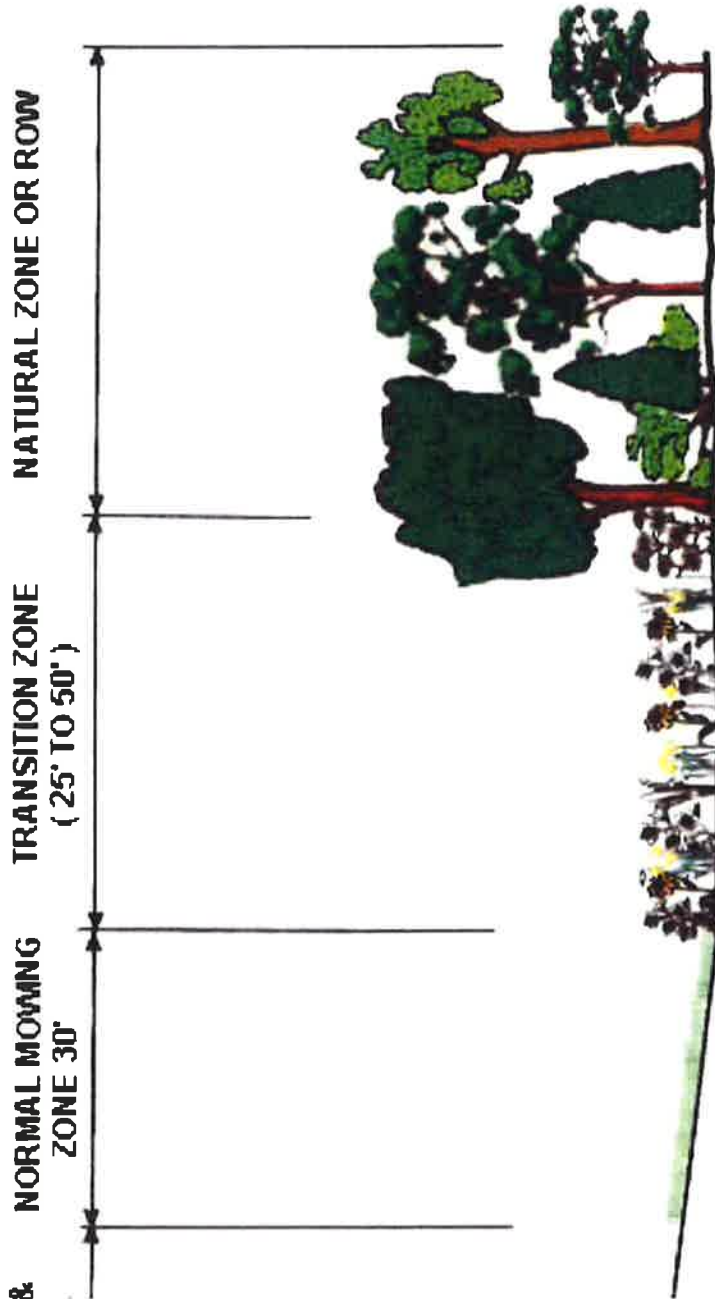 &
NORMAL MOWING
ZONE 30'
TRANSITION ZONE
( 25' TO 50' )
NATURAL ZONE OR ROW